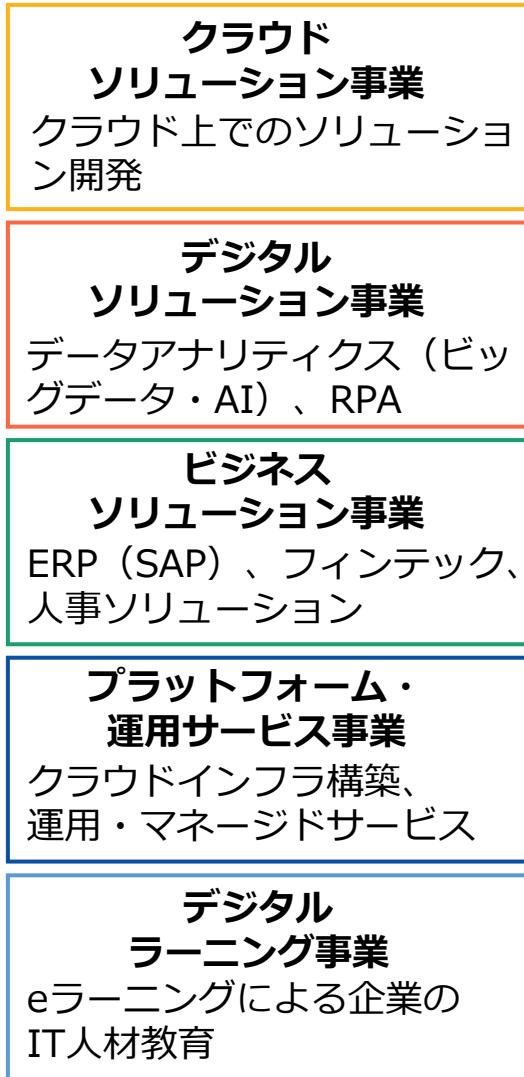 クラウド
ソリューション事業
クラウド上でのソリューショ
ン開発
デジタル
ソリューション事業
データアナリティクス（ビッ
グデータ・AI）、RPA
ビジネス
ソリューション事業
ERP（SAP）、フィンテック、
人事ソリューション
プラットフォーム・
運用サービス事業
クラウドインフラ構築、
運用・マネージドサービス
デジタル
ラーニング事業
eラーニングによる企業の
IT人材教育